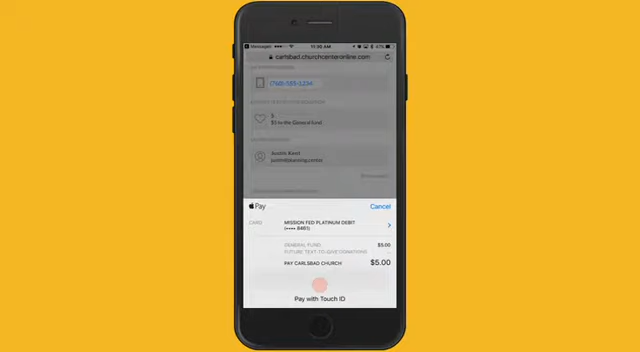 Messages
11:50 AM
carlsbad.churchcenteronline.com
(760) 585-1234
$
$5 to the General fund
Austin Kand
Pay
Cancel
CARD
MISSION FED PLATINUM DEBIT
(•••• 8461)
GENERAL FUND
$5.00
FUTURE TEXT-TO-GIVE DONATIONS
PAY CARLSBAD CHURCH
$5.00
Pay with Touch ID